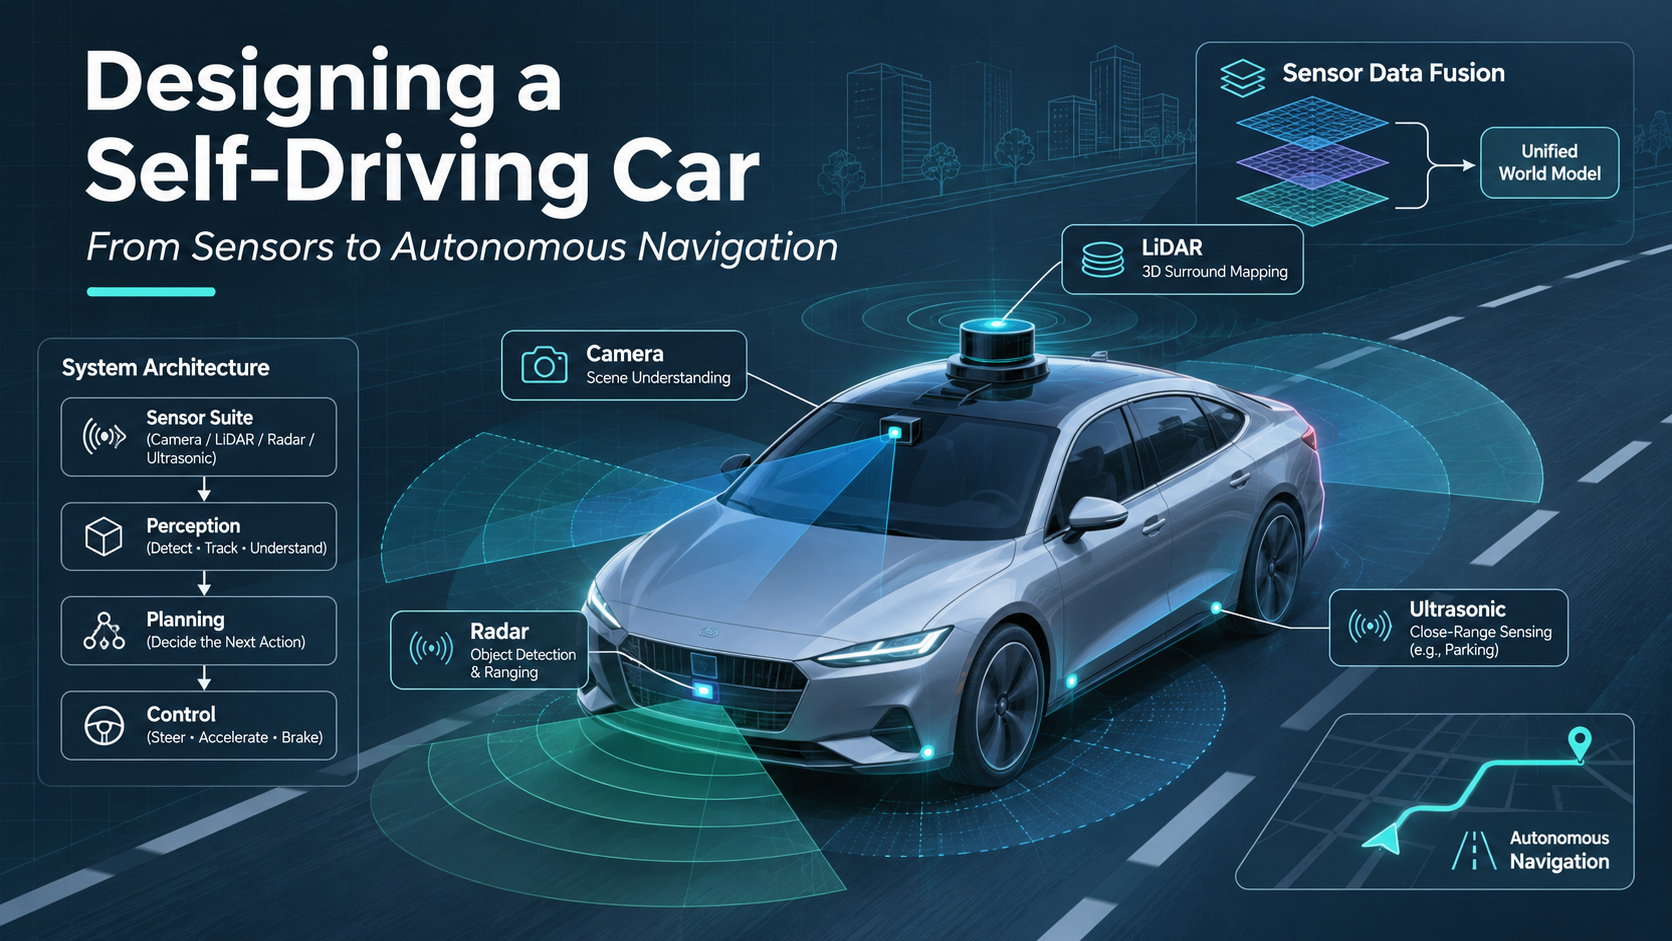 Designing a
Self-Driving Car
From Sensors to Autonomous Navigation
Sensor Data Fusion
Unified
World Model
LiDAR
3D Surround Mapping
Camera
Scene Understanding
System Architecture
Sensor Suite
(Camera / LiDAR / Radar /
Ultrasonic)
Perception
(Detect • Track • Understand)
Planning
(Decide the Next Action)
Control
(Steer • Accelerate • Brake)
Radar
Object Detection
& Ranging
Ultrasonic
Close-Range Sensing
(e.g., Parking)
Autonomous
Navigation